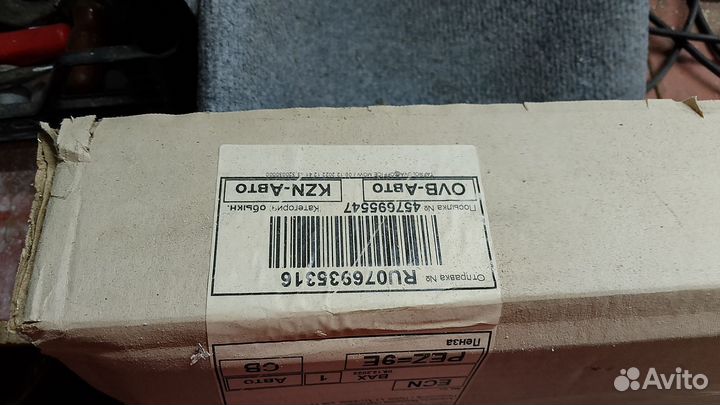 ECN BAX 1 Авто
PEZ=9E СВ
Пенза
Отправка №
RU076935316
Посылка № Категория: обыкн.
457695547
OVB-Авто KZN-Авто
Avito